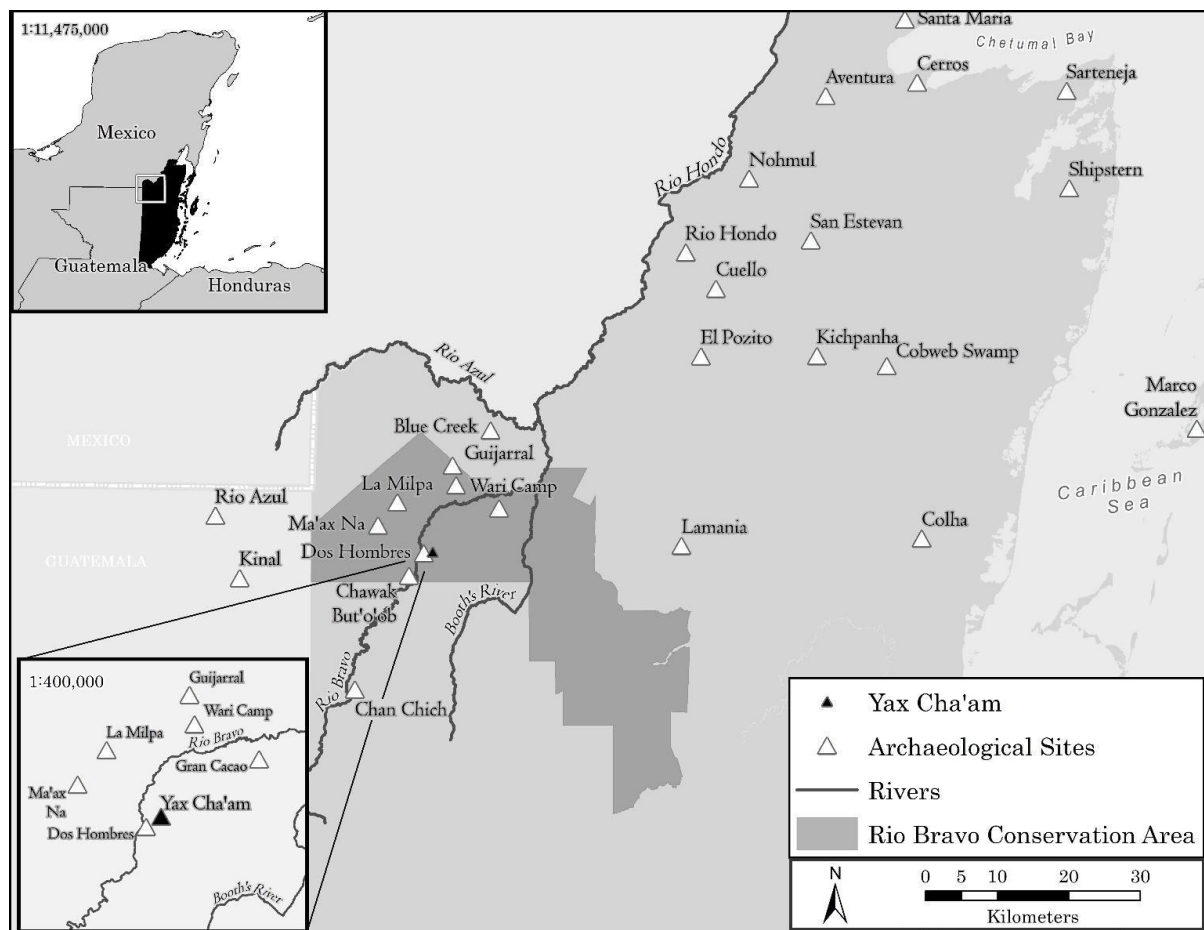 1:11,475,000
Mexico
Guatemala
Honduras
Santa Maria
Chetumal Bay
Cerros
Aventura
Sarteneja
Rio Hondo
Nohmul
Shipstern
San Estevan
Rio Hondo
Cuello
El Pozito
Kichpanha
Cobweb Swamp
Marco
Gonzalez
Rio Azul
Blue Creek
Guijarral
MEXICO
La Milpa
Wari Camp
Rio Azul
Ma'ax Na
Caribbean
Sea
Lamania
Colha
GUATEMALA
Kinal
Dos Hombres
Chawak
But'o'ob
Booth's River
Rio Bravo
Chan Chich
1:400,000
Guijarral
Wari Camp
La Milpa
Rio Bravo
Gran Cacao
Ma'ax
Na
Yax Cha'am
Dos Hombres
Booth's River
Yax Cha'am
Archaeological Sites
Rivers
Rio Bravo Conservation Area
N
0 5 10 20 30
Kilometers